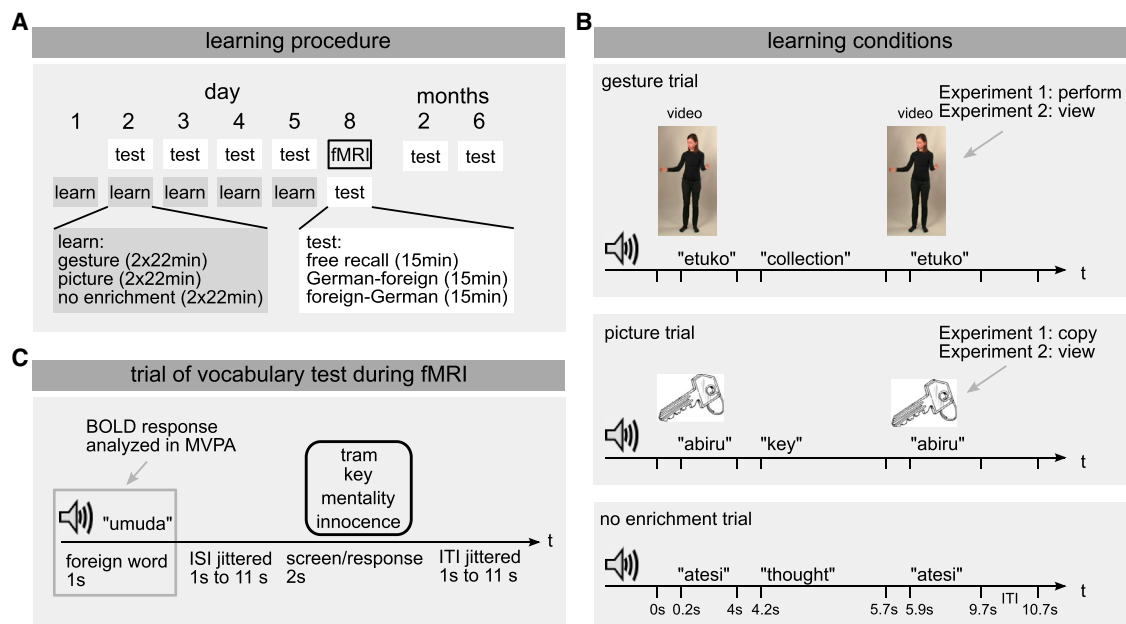 A
learning procedure
day
months
1 2 3 4 5 8 2 6
test test test test fMRI test test
learn learn learn learn learn test
learn:
gesture (2x22min)
picture (2x22min)
no enrichment (2x22min)
test:
free recall (15min)
German-foreign (15min)
foreign-German (15min)
B
learning conditions
gesture trial
video
video
Experiment 1: perform
Experiment 2: view
"etuko" "collection" "etuko"
t
picture trial
Experiment 1: copy
Experiment 2: view
"abiru" "key" "abiru"
t
no enrichment trial
"atesi" "thought" "atesi"
t
0s 0.2s 4s 4.2s 5.7s 5.9s 9.7s ITI 10.7s
C
trial of vocabulary test during fMRI
BOLD response
analyzed in MVPA
"umuda"
tram
key
mentality
innocence
t
foreign word
1s
ISI jittered
1s to 11 s
screen/response
2s
ITI jittered
1s to 11 s